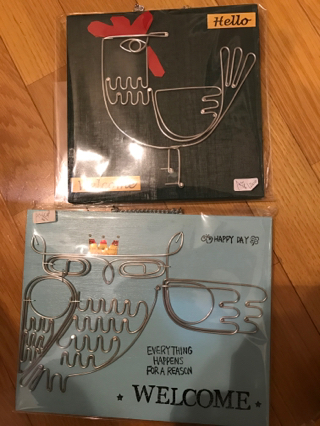 Hello
HAPPY DAY
EVERYTHING
HAPPENS
FOR A REASON
WELCOME